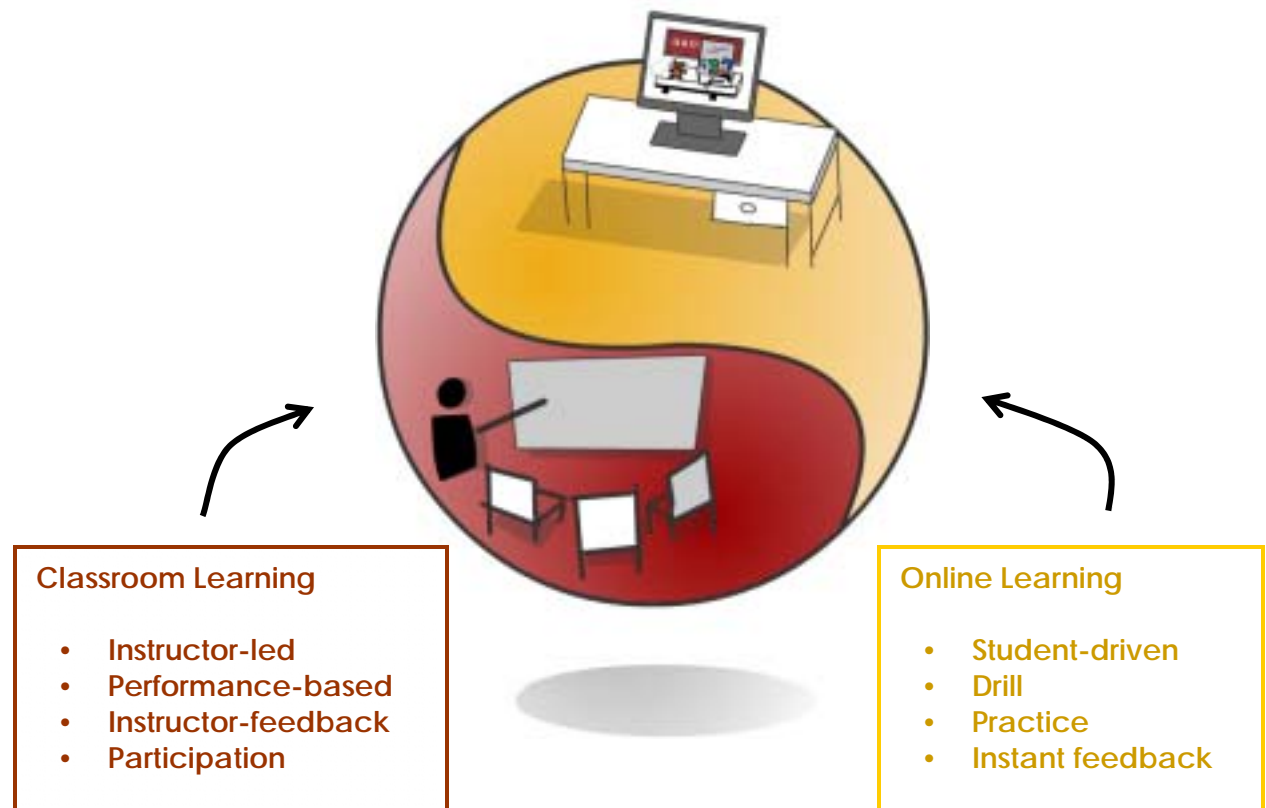 Classroom Learning
• Instructor-led
• Performance-based
• Instructor-feedback
• Participation
Online Learning
• Student-driven
• Drill
• Practice
• Instant feedback